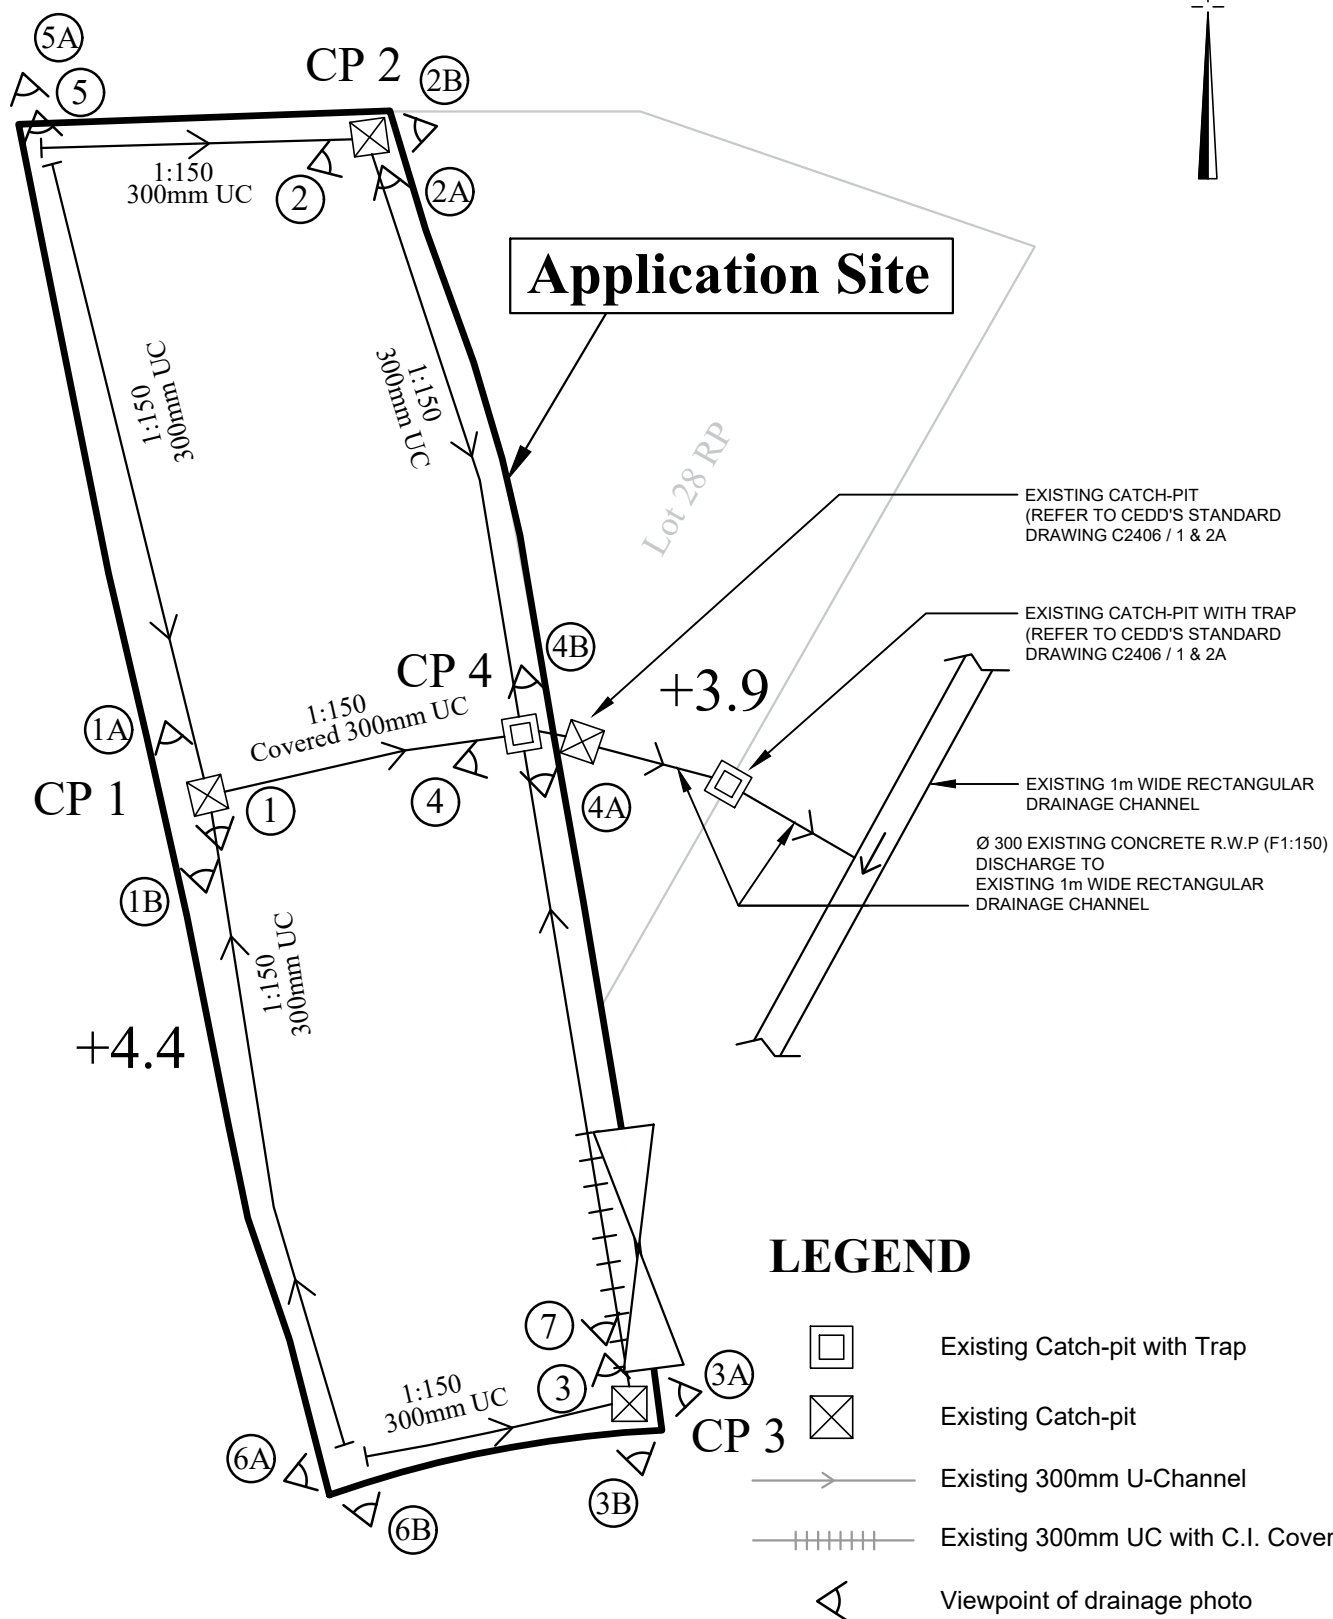 5A
5
CP 2
2B
1:150
300mm UC
2
2A
Application Site
1:150
300mm UC
1:150
300mm UC
Lot 28 RP
EXISTING CATCH-PIT
(REFER TO CEDD'S STANDARD
DRAWING C2406 / 1 & 2A
EXISTING CATCH-PIT WITH TRAP
(REFER TO CEDD'S STANDARD
DRAWING C2406 / 1 & 2A
4B
CP 4
+3.9
1A
1:150
Covered 300mm UC
CP 1
1
4
4A
EXISTING 1m WIDE RECTANGULAR
DRAINAGE CHANNEL
Ø 300 EXISTING CONCRETE R.W.P (F1:150)
DISCHARGE TO
EXISTING 1m WIDE RECTANGULAR
DRAINAGE CHANNEL
1B
1:150
300mm UC
+4.4
LEGEND
7
Existing Catch-pit with Trap
3
3A
1:150
300mm UC
CP 3
Existing Catch-pit
6A
Existing 300mm U-Channel
3B
6B
Existing 300mm UC with C.I. Cover
Viewpoint of drainage photo